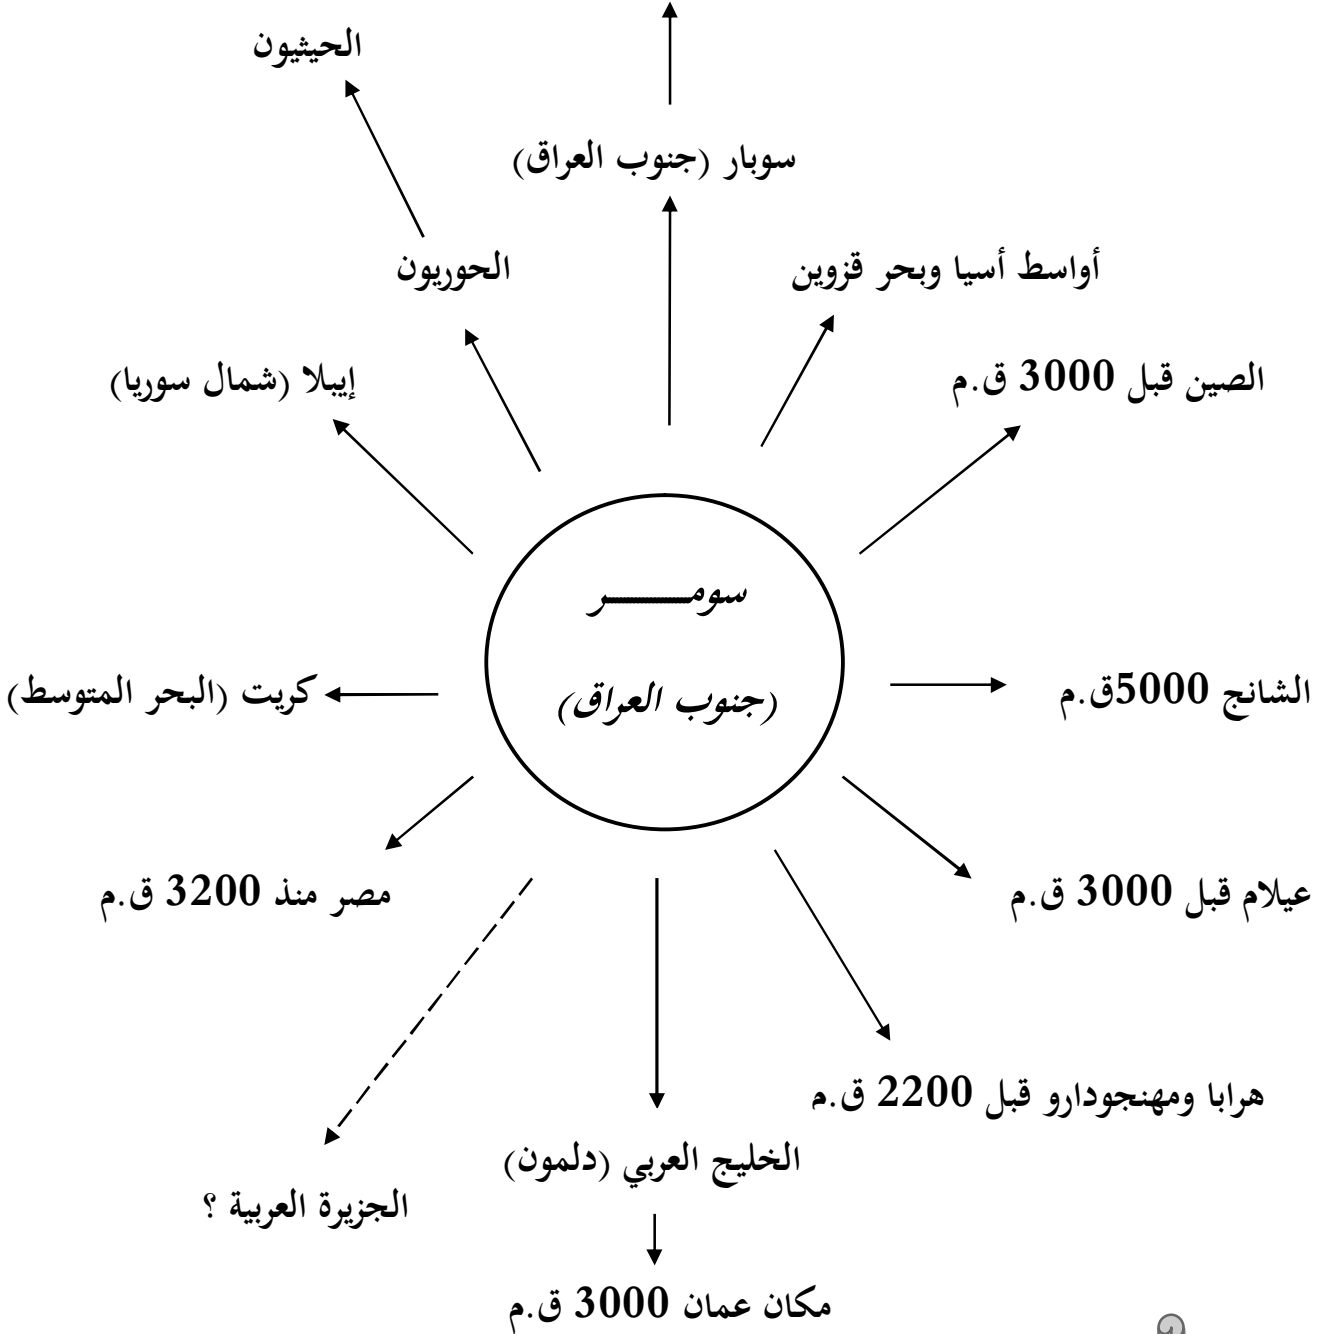 الحيثيون
سوبار (جنوب العراق)
الحوريون
أواسط أسيا وبحر قزوين
إيبلا (شمال سوريا)
الصين قبل 3000 ق.م
سومـــــــر
(جنوب العراق)
كريت (البحر المتوسط)
الشانج 5000ق.م
مصر منذ 3200 ق.م
عيلام قبل 3000 ق.م
هرابا ومهنجودارو قبل 2200 ق.م
الخليج العربي (دلمون)
الجزيرة العربية ؟
مكان عمان 3000 ق.م